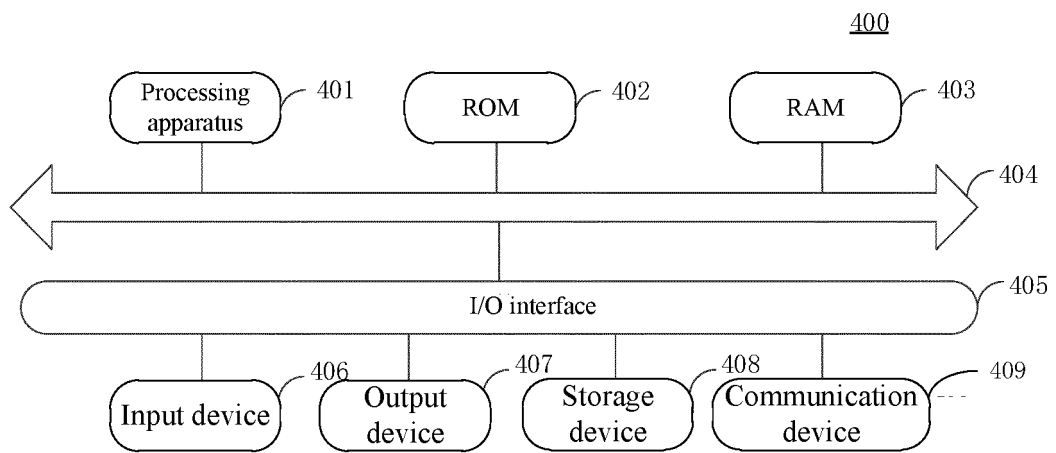 400
Processing
apparatus
401
ROM
402
RAM
403
404
I/O interface
405
Input device
406
Output
device
407
Storage
device
408
Communication
device
409